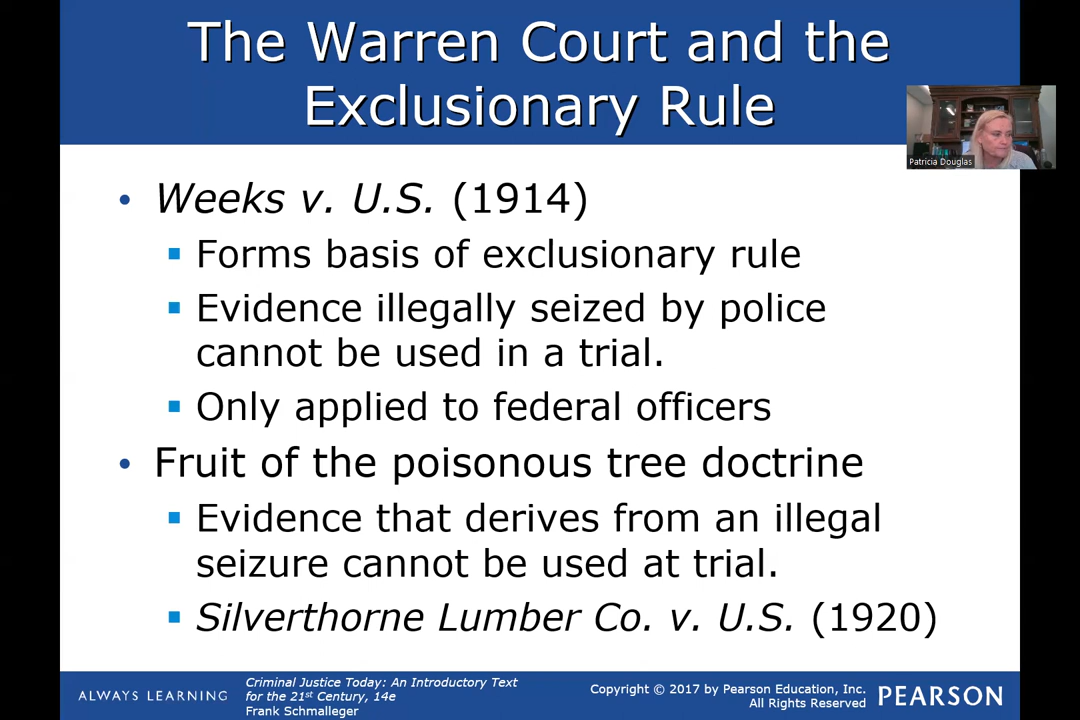 The Warren Court and the
Exclusionary Rule
Patricia Douglas
• Weeks v. U.S. (1914)
▪ Forms basis of exclusionary rule
▪ Evidence illegally seized by police
cannot be used in a trial.
▪ Only applied to federal officers
• Fruit of the poisonous tree doctrine
▪ Evidence that derives from an illegal
seizure cannot be used at trial.
▪ Silverthorne Lumber Co. v. U.S. (1920)
ALWAYS LEARNING
Criminal Justice Today: An Introductory Text
for the 21st Century, 14e
Frank Schmalleger
Copyright © 2017 by Pearson Education, Inc.
All Rights Reserved
PEARSON